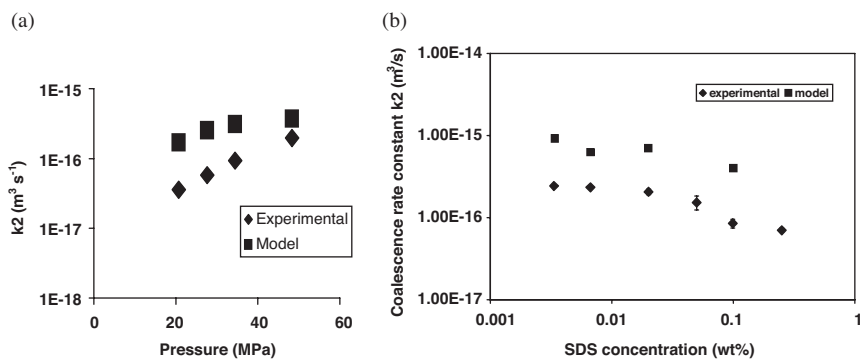 (a)
1E-15
1E-16
1E-17
1E-18
k2 (m³ s⁻¹)
0
20
40
60
Pressure (MPa)
Experimental
Model
(b)
1.00E-14
1.00E-15
1.00E-16
1.00E-17
Coalescence rate constant k2 (m³/s)
0.001
0.01
0.1
1
SDS concentration (wt%)
experimental
model